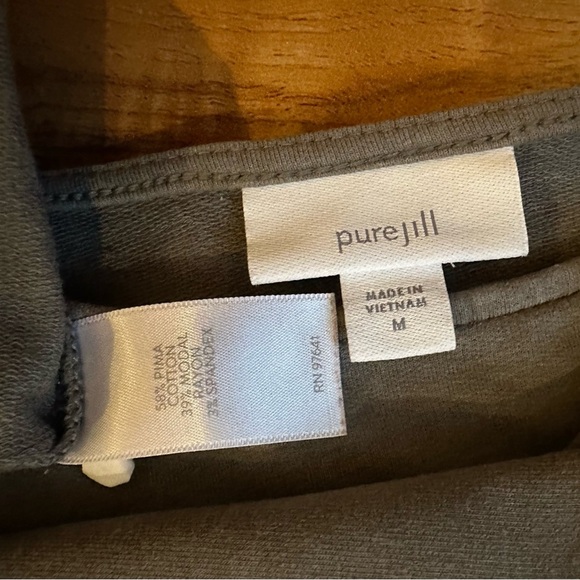 purejill
MADE IN
VIETNAM
M
58% PIMA
COTTON
39% MODAL
RAYON
3% SPANDEX
RN 97641